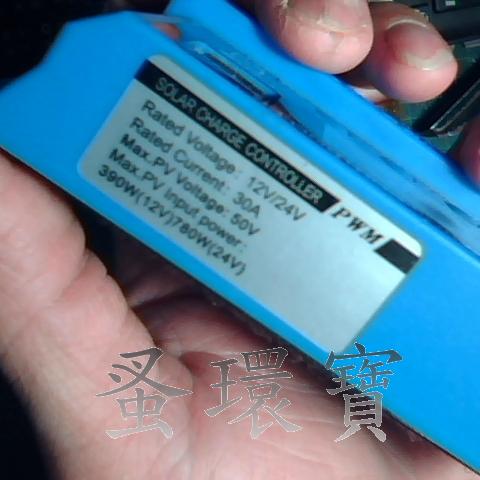 SOLAR CHARGE CONTROLLER PWM
Rated Voltage: 12V/24V
Rated Current: 30A
Max.PV Voltage: 50V
Max.PV Input power:
390W(12V)780W(24V)
蚤環寶